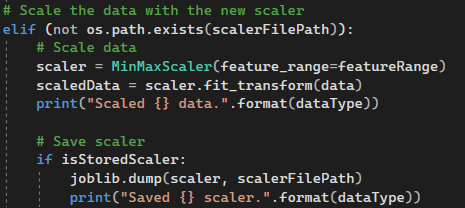 # Scale the data with the new scaler
elif (not os.path.exists(scalerFilePath)):
# Scale data
scaler = MinMaxScaler(feature_range=featureRange)
scaledData = scaler.fit_transform(data)
print("Scaled {} data.".format(dataType))
# Save scaler
if isStoredScaler:
joblib.dump(scaler, scalerFilePath)
print("Saved {} scaler.".format(dataType))